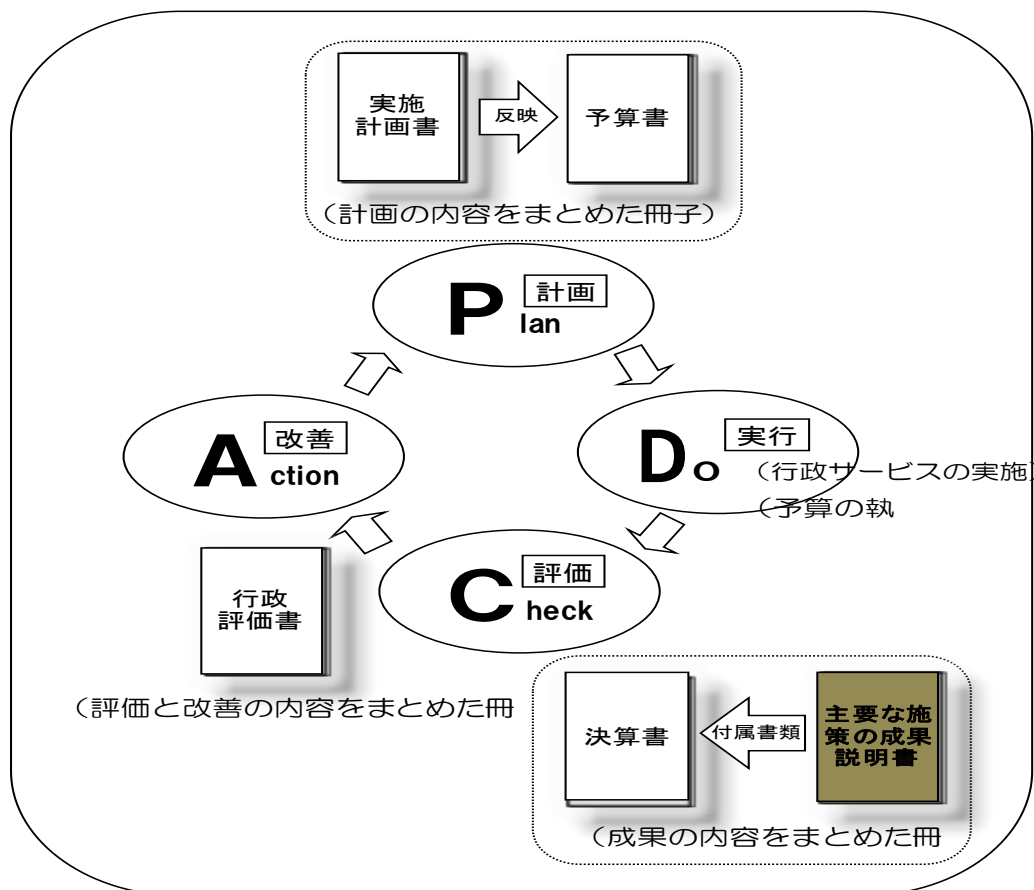 実施
計画書
反映
予算書
（計画の内容をまとめた冊子）
計画
Plan
改善
Action
実行
Do
（行政サービスの実施）
（予算の執
評価
Check
行政
評価書
（評価と改善の内容をまとめた冊
決算書
付属書類
主要な施
策の成果
説明書
（成果の内容をまとめた冊